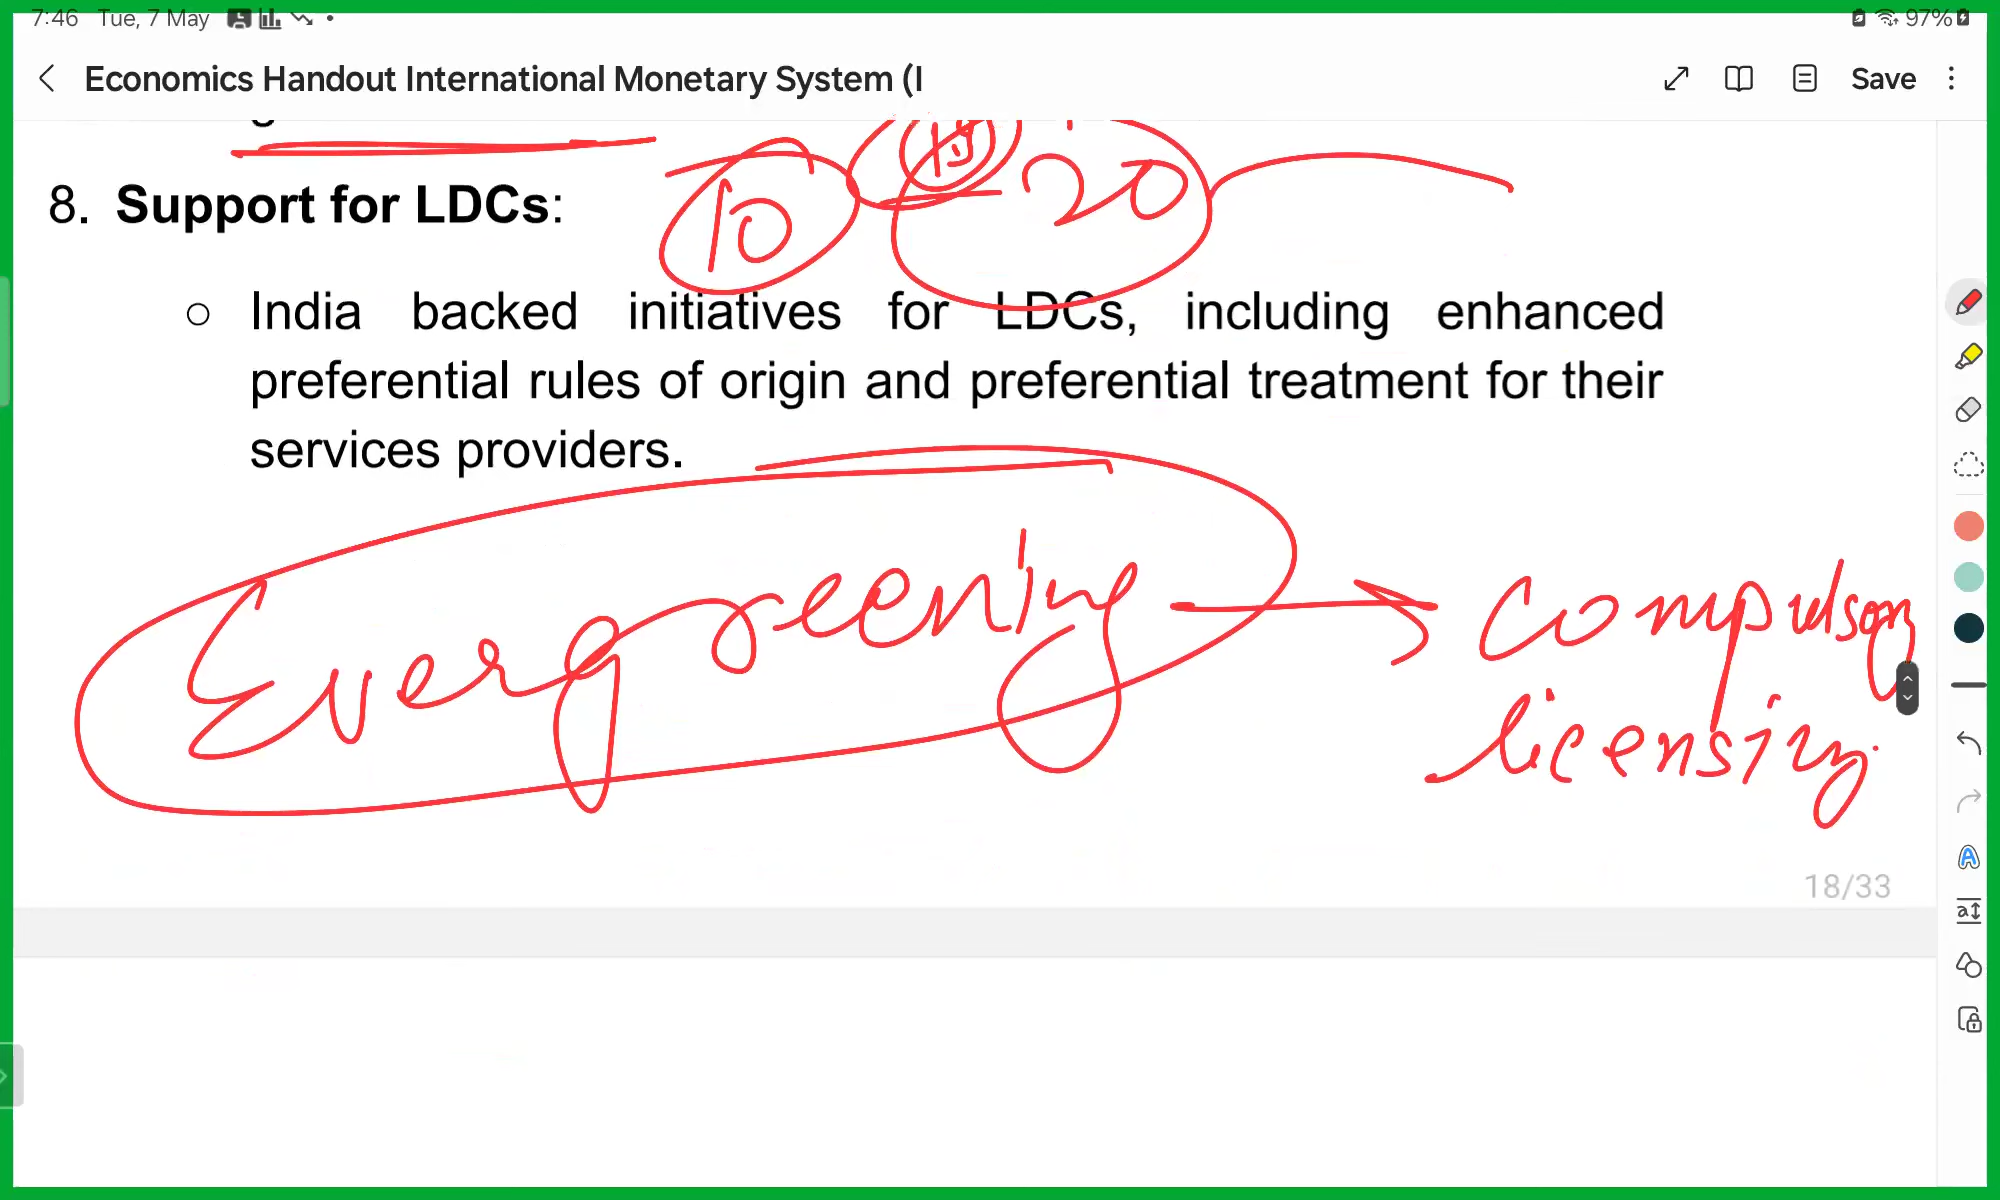 7:46 Tue, 7 May
97%
Economics Handout International Monetary System (I
Save
10 20
8. Support for LDCs:
India backed initiatives for LDCs, including enhanced
preferential rules of origin and preferential treatment for their
services providers.
Evergreening
compulsory
licensing
18/33